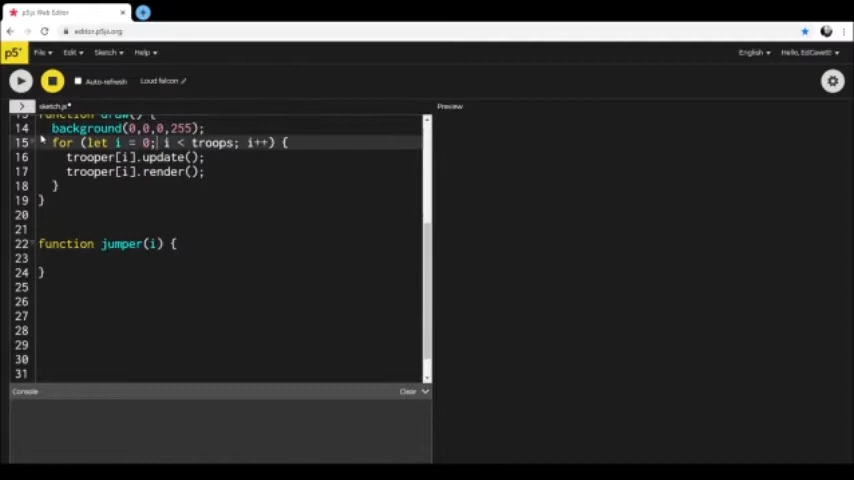 p5.js Web Editor
editor.p5js.org
p5* File Edit Sketch Help English Hello, EdCavett!
Auto-refresh Loud falcon
sketch.js Preview
13 function draw() {
14 background(0,0,0,255);
15 for (let i = 0; i < troops; i++) {
16 trooper[i].update();
17 trooper[i].render();
18 }
19 }
20
21
22 function jumper(i) {
23
24 }
25
26
27
28
29
30
31
Console Clear